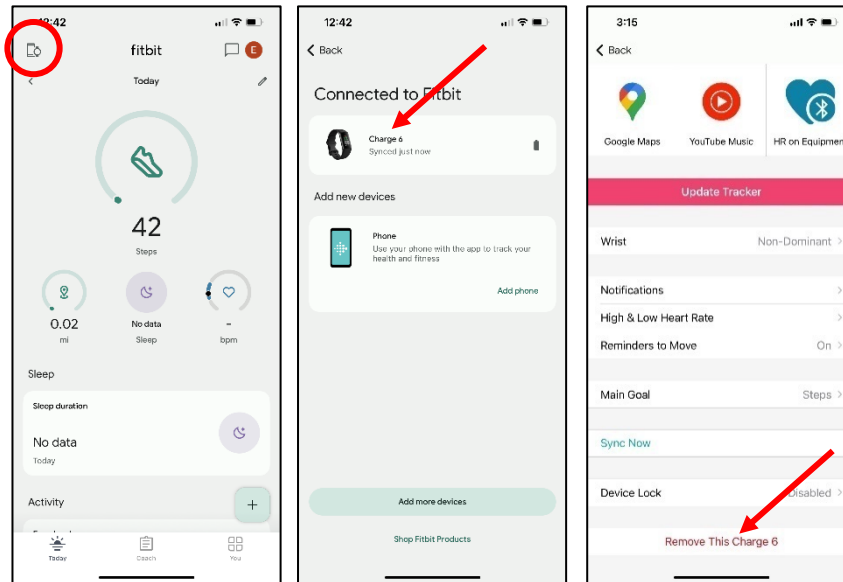 12:42
fitbit
E
Today
42
Steps
0.02
mi
No data
Sleep
-
bpm
Sleep
Sleep duration
No data
Today
Activity
+
Today
Coach
You
12:42
Back
Connected to Fitbit
Charge 6
Synced just now
Add new devices
Phone
Use your phone with the app to track your
health and fitness
Add phone
Add more devices
Shop Fitbit Products
3:15
Back
Google Maps
YouTube Music
HR on Equipmen
Update Tracker
Wrist
Non-Dominant
Notifications
High & Low Heart Rate
Reminders to Move
On
Main Goal
Steps
Sync Now
Device Lock
Disabled
Remove This Charge 6